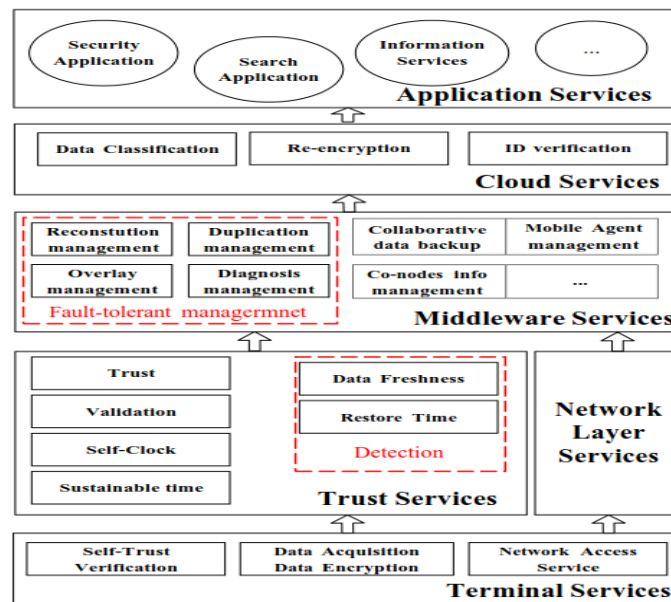 Security
Application
Search
Application
Information
Services
...
Application Services
Data Classification
Re-encryption
ID verification
Cloud Services
Reconstution
management
Duplication
management
Overlay
management
Diagnosis
management
Fault-tolerant managermnet
Collaborative
data backup
Mobile Agent
management
Co-nodes info
management
...
Middleware Services
Trust
Validation
Self-Clock
Sustainable time
Data Freshness
Restore Time
Detection
Trust Services
Network
Layer
Services
Self-Trust
Verification
Data Acquisition
Data Encryption
Network Access
Service
Terminal Services